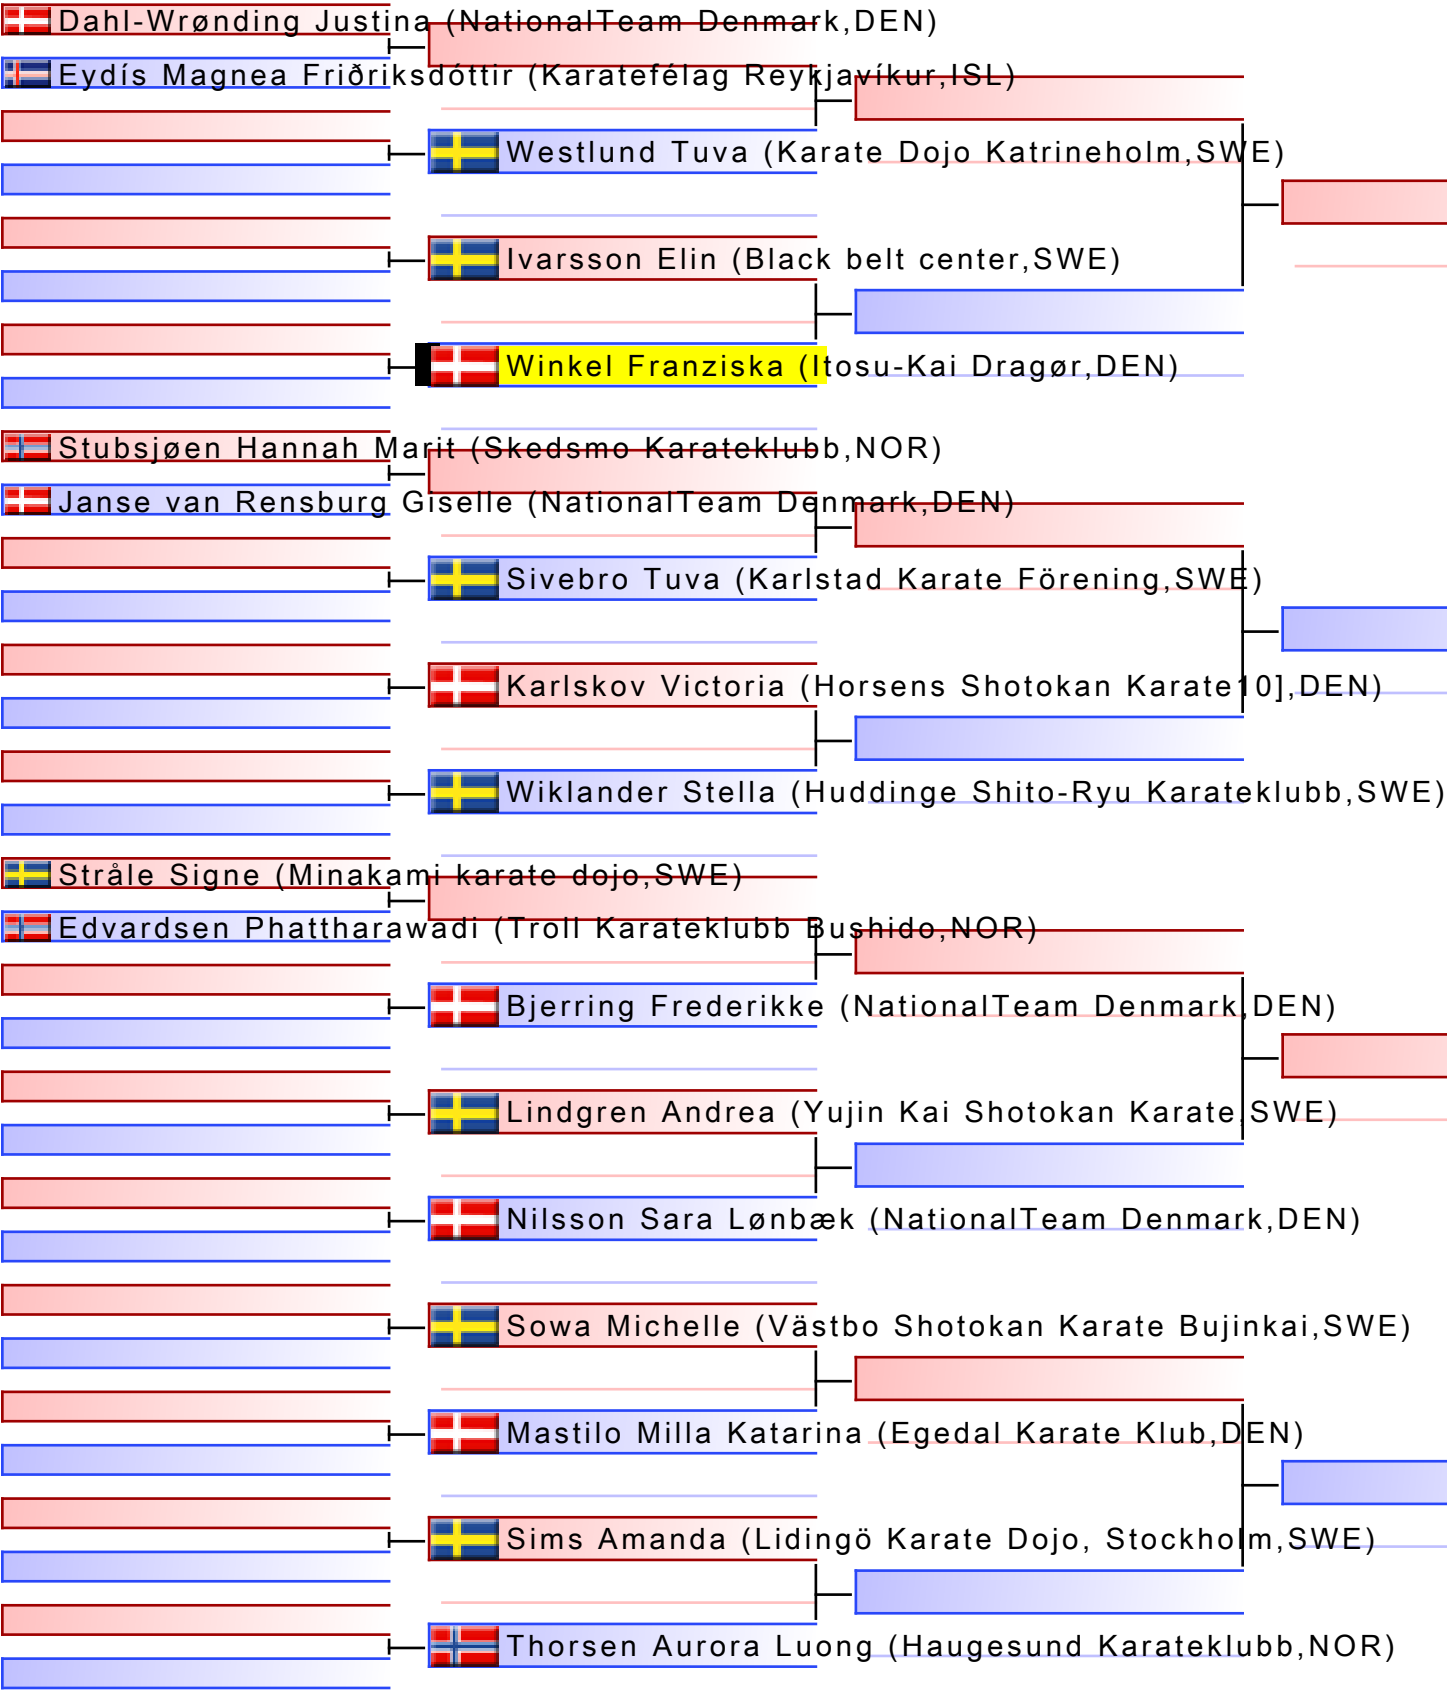 Dahl-Wrønding Justina (NationalTeam Denmark,DEN)
Eydís Magnea Friðriksdóttir (Karatefélag Reykjavíkur,ISL)
Westlund Tuva (Karate Dojo Katrineholm,SWE)
Ivarsson Elin (Black belt center,SWE)
Winkel Franziska (Itosu-Kai Dragør,DEN)
Stubsjøen Hannah Marit (Skedsmo Karateklubb,NOR)
Janse van Rensburg Giselle (NationalTeam Denmark,DEN)
Sivebro Tuva (Karlstad Karate Förening,SWE)
Karlskov Victoria (Horsens Shotokan Karate10],DEN)
Wiklander Stella (Huddinge Shito-Ryu Karateklubb,SWE)
Stråle Signe (Minakami karate dojo,SWE)
Edvardsen Phattharawadi (Troll Karateklubb Bushido,NOR)
Bjerring Frederikke (NationalTeam Denmark,DEN)
Lindgren Andrea (Yujin Kai Shotokan Karate,SWE)
Nilsson Sara Lønbæk (NationalTeam Denmark,DEN)
Sowa Michelle (Västbo Shotokan Karate Bujinkai,SWE)
Mastilo Milla Katarina (Egedal Karate Klub,DEN)
Sims Amanda (Lidingö Karate Dojo, Stockholm,SWE)
Thorsen Aurora Luong (Haugesund Karateklubb,NOR)